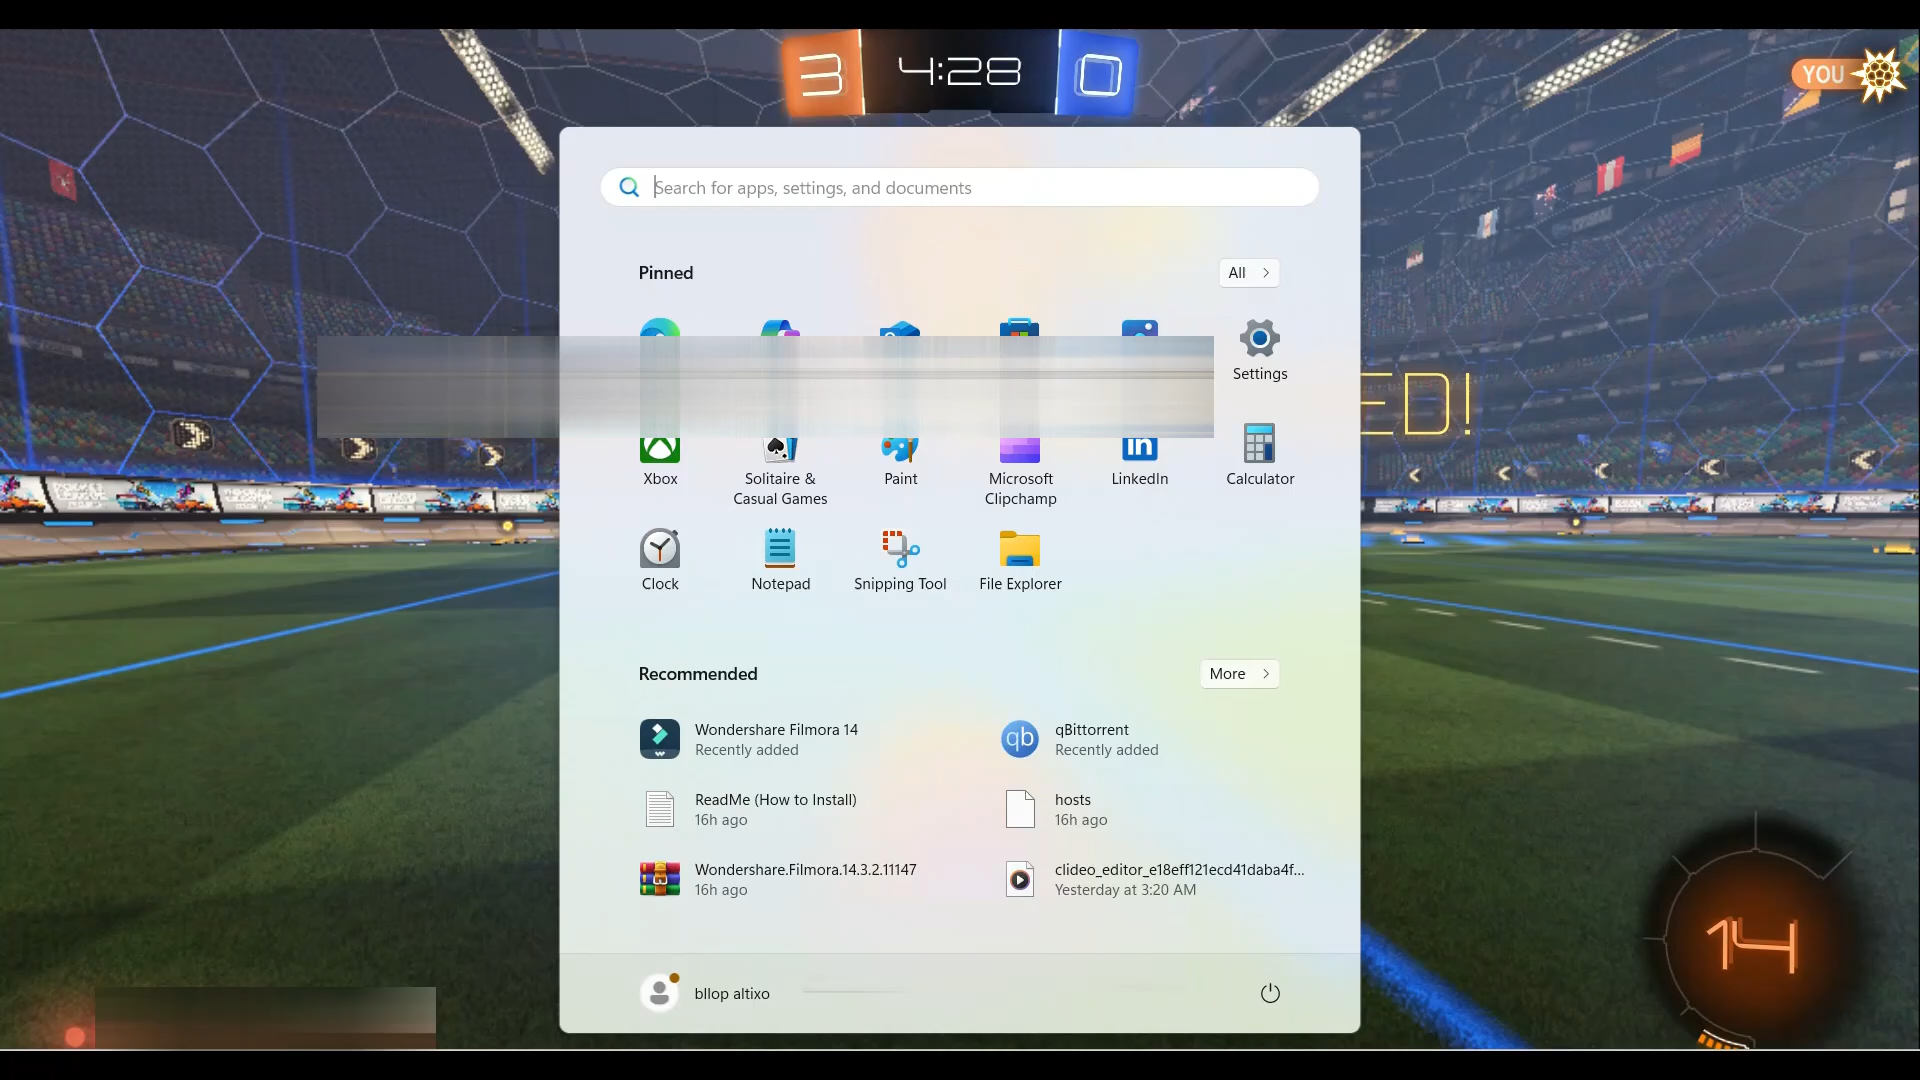 3 4:28 0
YOU
Search for apps, settings, and documents
Pinned
All
Settings
ED!
Xbox
Solitaire &
Casual Games
Paint
Microsoft
Clipchamp
LinkedIn
Calculator
Clock
Notepad
Snipping Tool
File Explorer
Recommended
More
Wondershare Filmora 14
Recently added
qBittorrent
Recently added
ReadMe (How to Install)
16h ago
hosts
16h ago
Wondershare.Filmora.14.3.2.11147
16h ago
clideo_editor_e18eff121ecd41daba4f...
Yesterday at 3:20 AM
14
bllop altixo